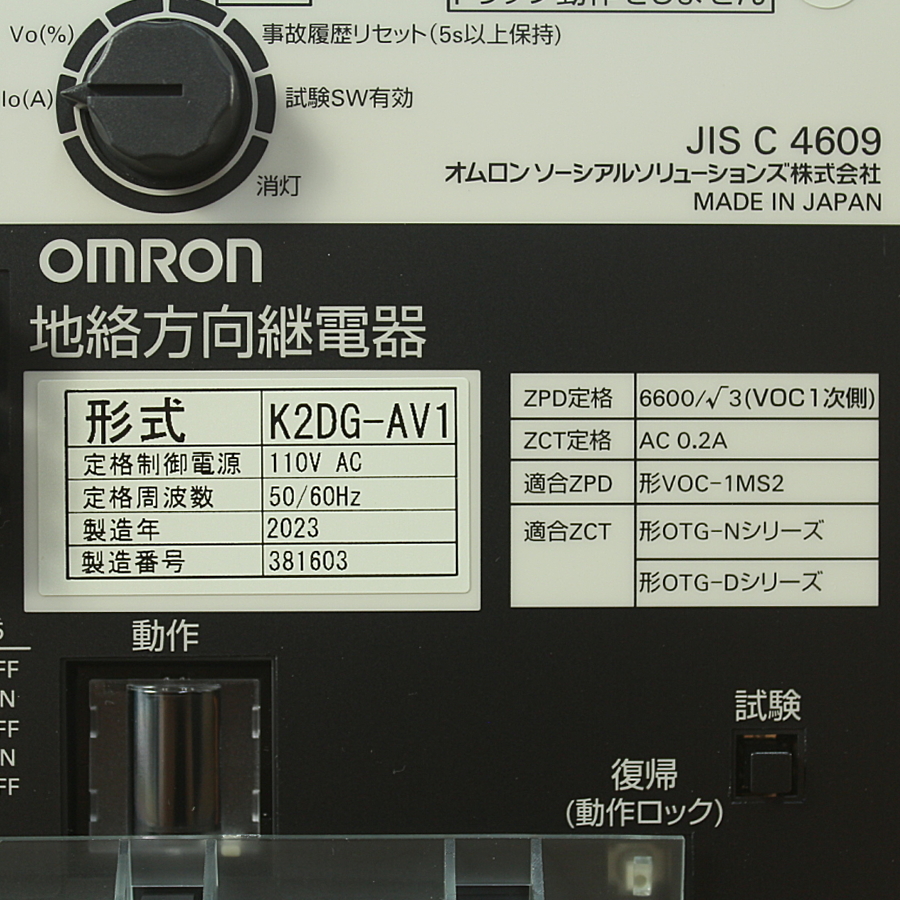 Vo(%)
事故履歴リセット(5s以上保持)
Io(A)
試験SW有効
消灯
JIS C 4609
オムロン ソーシアルソリューションズ株式会社
MADE IN JAPAN
OMRON
地絡方向継電器
形式 K2DG-AV1
定格制御電源 110V AC
定格周波数 50/60Hz
製造年 2023
製造番号 381603
ZPD定格 6600/√3(VOC1次側)
ZCT定格 AC 0.2A
適合ZPD 形VOC-1MS2
適合ZCT 形OTG-Nシリーズ
形OTG-Dシリーズ
動作
試験
復帰
(動作ロック)